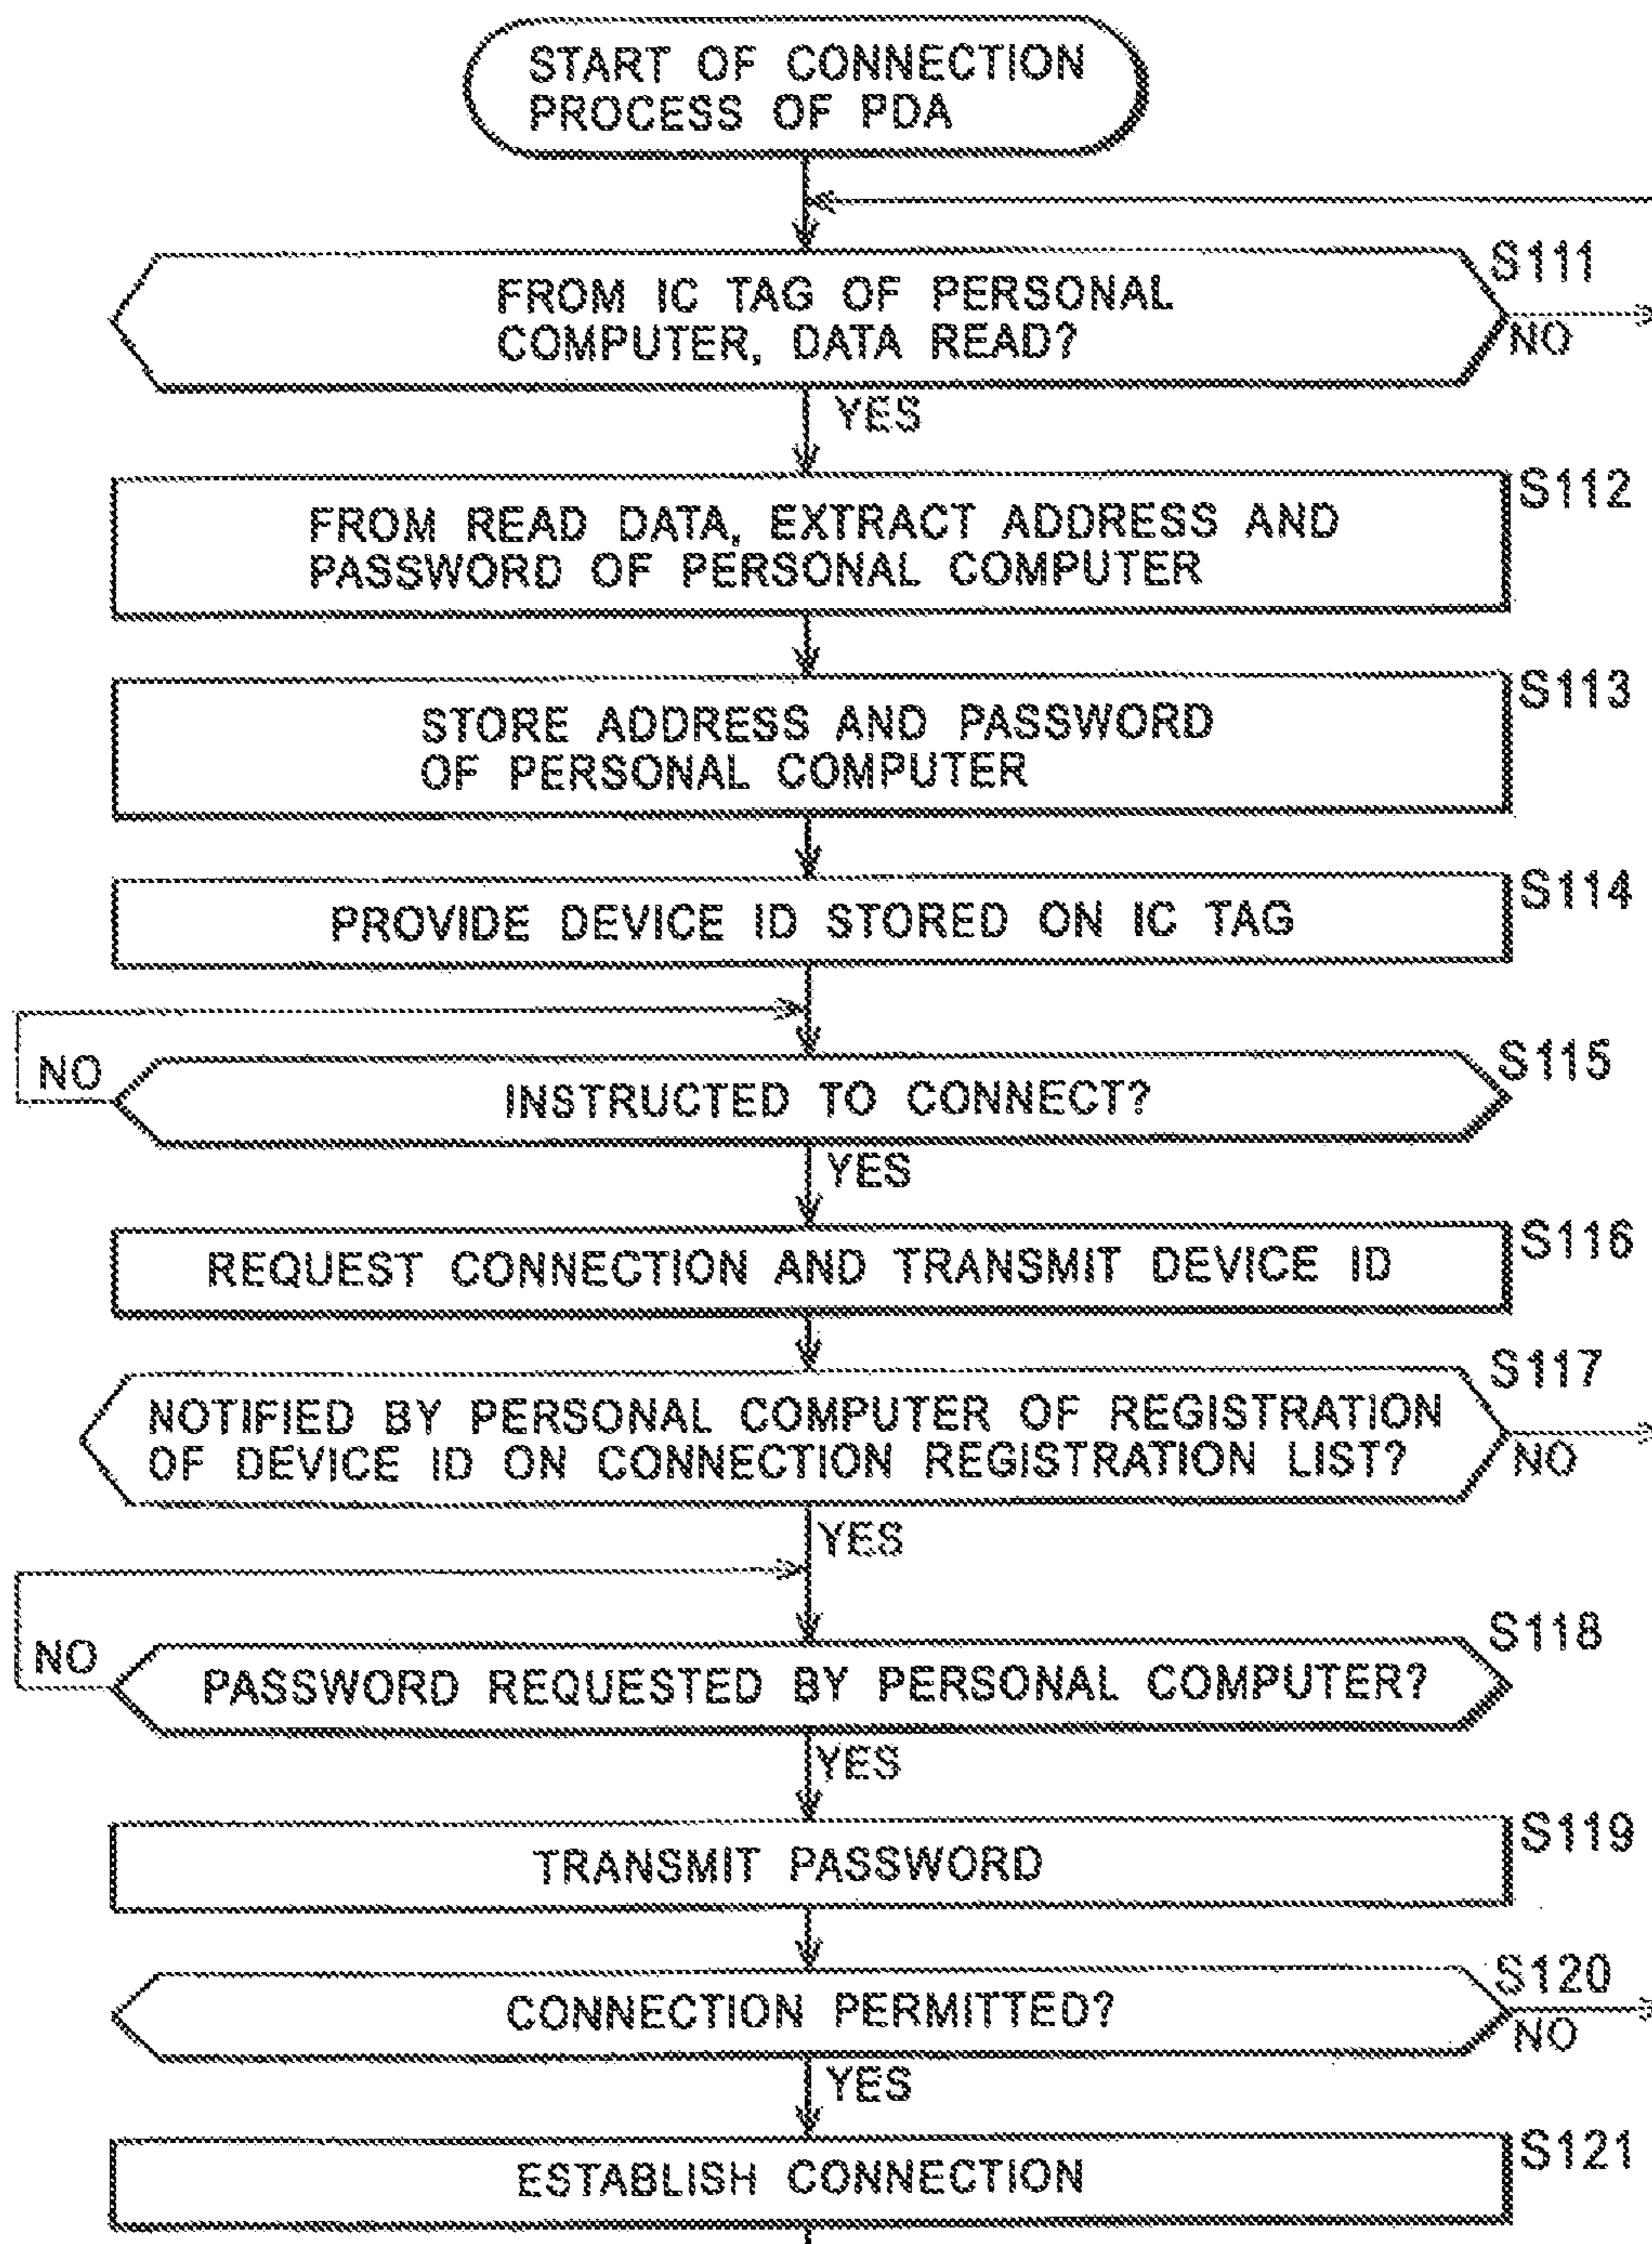 START OF CONNECTION
PROCESS OF PDA
S111
FROM IC TAG OF PERSONAL
COMPUTER, DATA READ?
NO
YES
S112
FROM READ DATA, EXTRACT ADDRESS AND
PASSWORD OF PERSONAL COMPUTER
S113
STORE ADDRESS AND PASSWORD
OF PERSONAL COMPUTER
S114
PROVIDE DEVICE ID STORED ON IC TAG
S115
NO
INSTRUCTED TO CONNECT?
YES
S116
REQUEST CONNECTION AND TRANSMIT DEVICE ID
S117
NOTIFIED BY PERSONAL COMPUTER OF REGISTRATION
OF DEVICE ID ON CONNECTION REGISTRATION LIST?
NO
YES
S118
NO
PASSWORD REQUESTED BY PERSONAL COMPUTER?
YES
S119
TRANSMIT PASSWORD
S120
CONNECTION PERMITTED?
NO
YES
S121
ESTABLISH CONNECTION